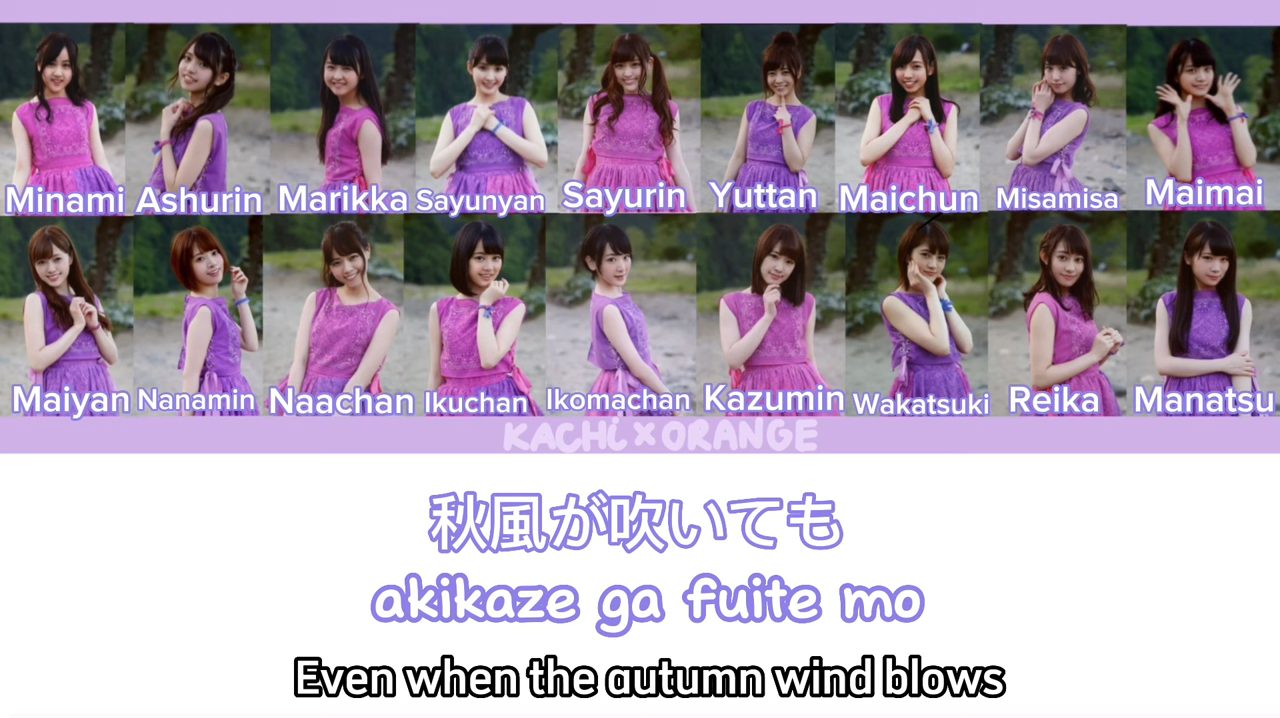 Minami Ashurin Marikka Sayunyan Sayurin Yuttan Maichun Misamisa Maimai
Maiyan Nanamin Naachan Ikuchan Ikomachan Kazumin Wakatsuki Reika Manatsu
KACHi × ORANGE
秋風が吹いても
akikaze ga fuite mo
Even when the autumn wind blows